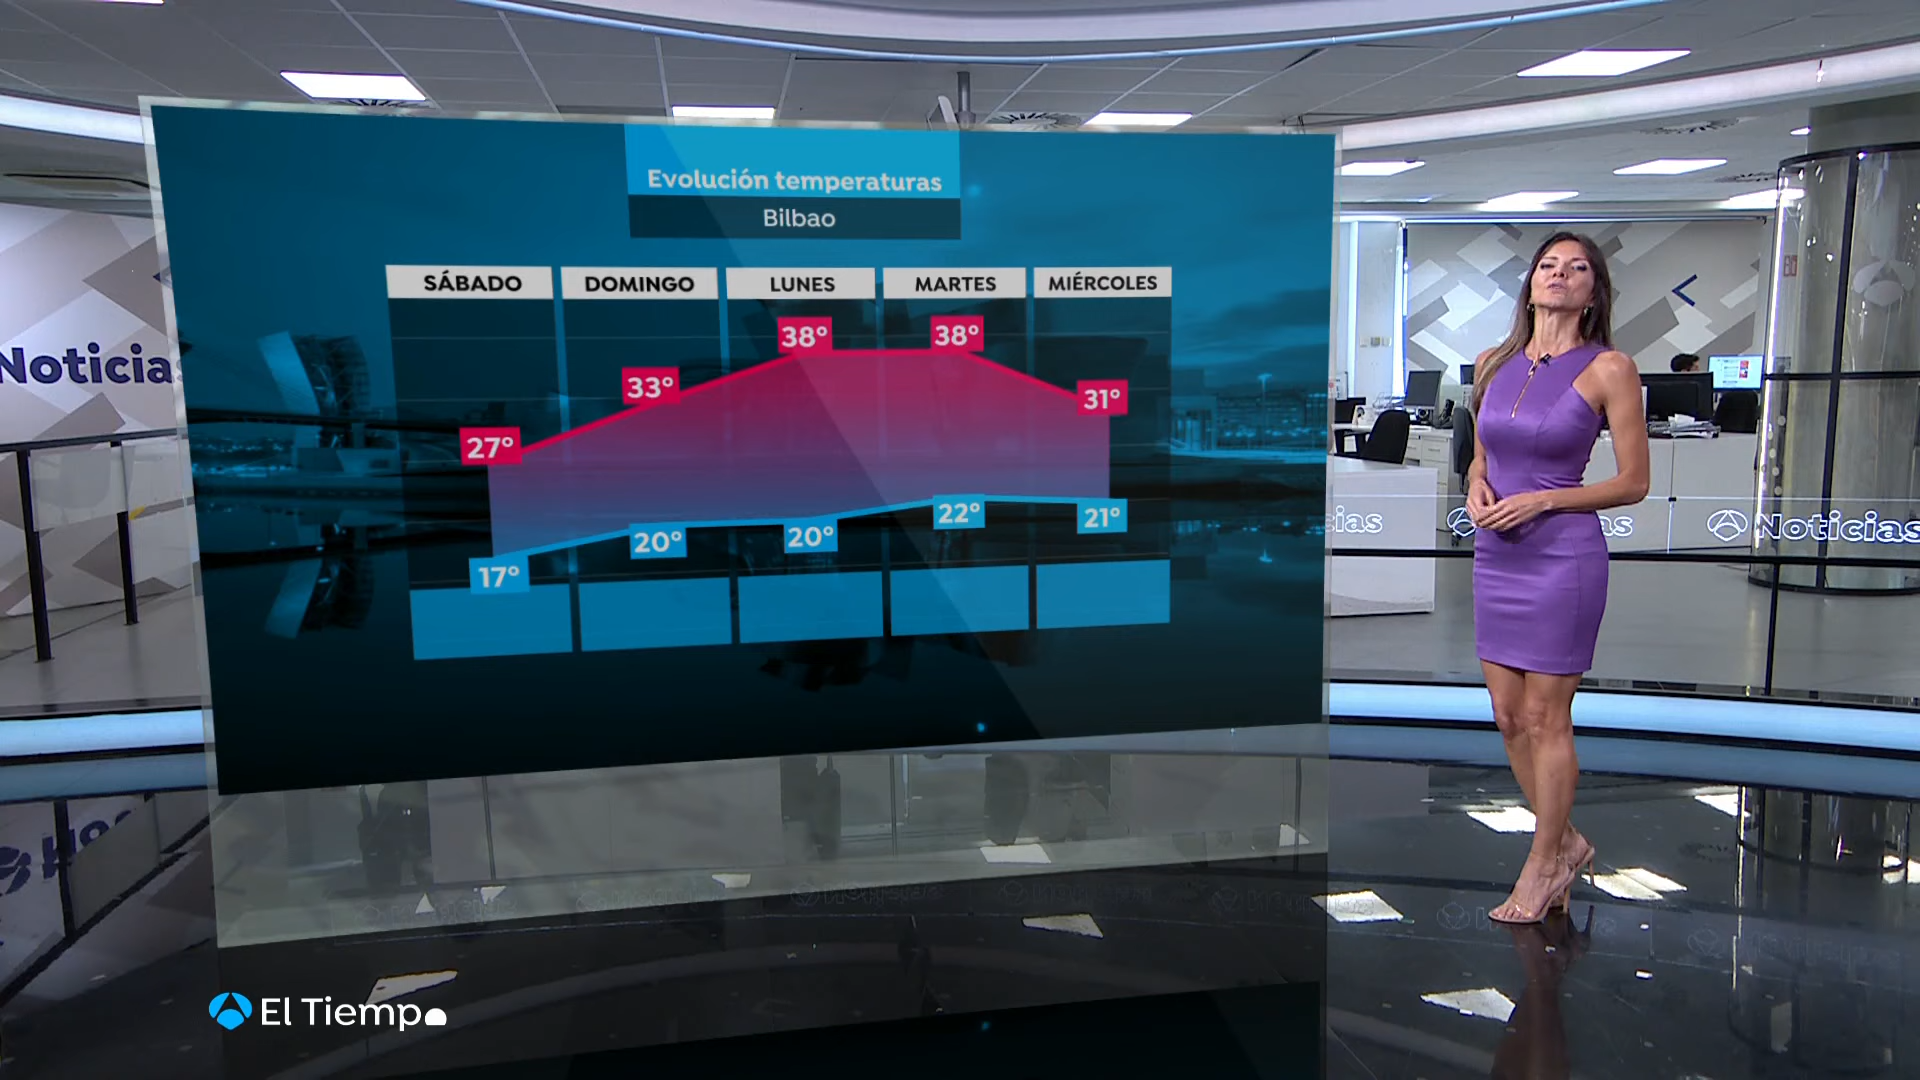 Evolución temperaturas
Bilbao
SÁBADO DOMINGO LUNES MARTES MIÉRCOLES
38° 38°
33°
31°
27°
22°
21°
20° 20°
17°
Noticias
Noticias
El Tiempo